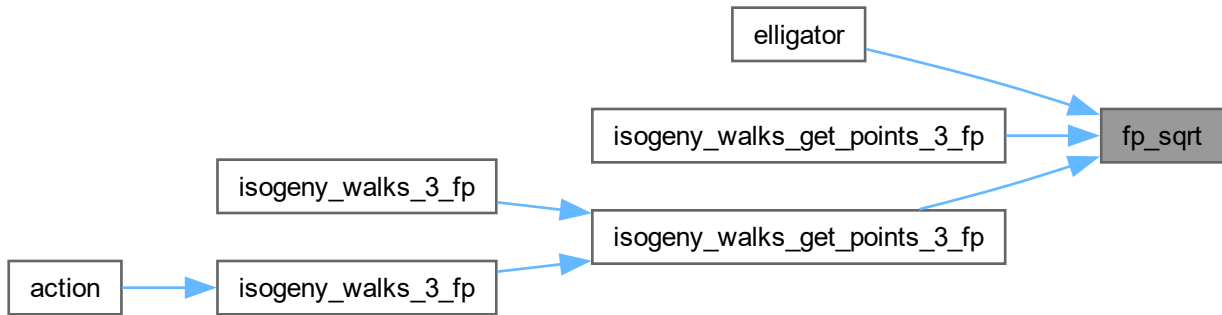 elligator
isogeny_walks_get_points_3_fp
fp_sqrt
isogeny_walks_3_fp
isogeny_walks_get_points_3_fp
action
isogeny_walks_3_fp